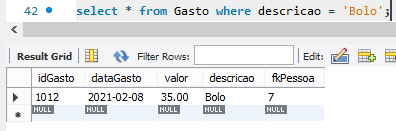 42 select * from Gasto where descricao = 'Bolo';
Result Grid Filter Rows: Edit:
idGasto dataGasto valor descricao fkPessoa
1012 2021-02-08 35.00 Bolo 7
NULL NULL NULL NULL NULL